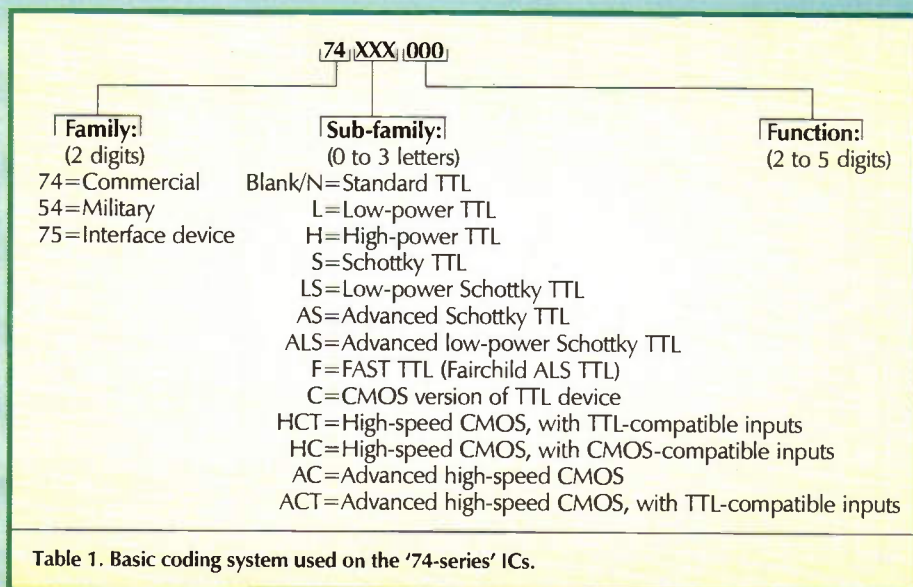 74 XXX 000
Family:
(2 digits)
74=Commercial
54=Military
75=Interface device
Sub-family:
(0 to 3 letters)
Blank/N=Standard TTL
L=Low-power TTL
H=High-power TTL
S=Schottky TTL
LS=Low-power Schottky TTL
AS=Advanced Schottky TTL
ALS=Advanced low-power Schottky TTL
F=FAST TTL (Fairchild ALS TTL)
C=CMOS version of TTL device
HCT=High-speed CMOS, with TTL-compatible inputs
HC=High-speed CMOS, with CMOS-compatible inputs
AC=Advanced high-speed CMOS
ACT=Advanced high-speed CMOS, with TTL-compatible inputs
Function:
(2 to 5 digits)
Table 1. Basic coding system used on the '74-series' ICs.